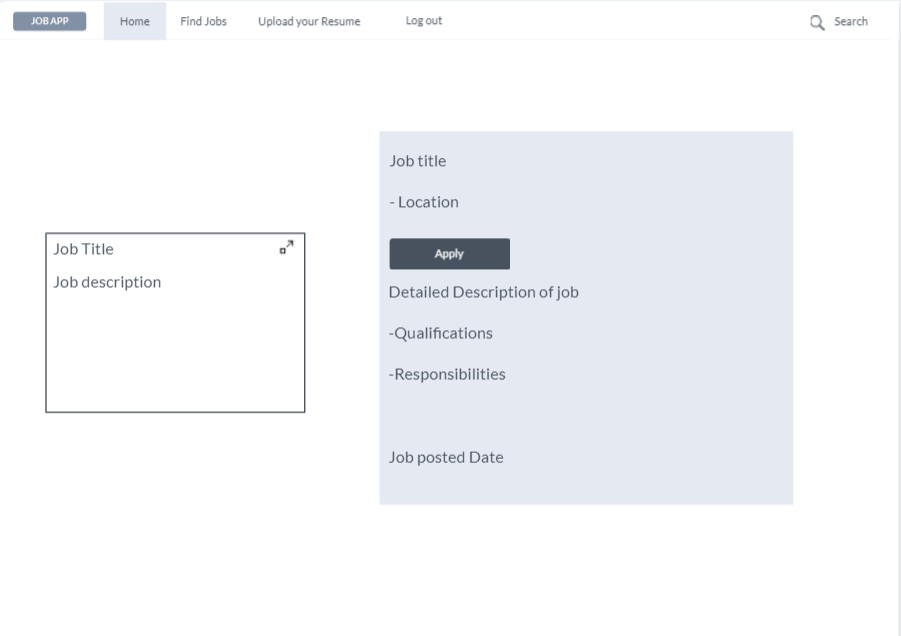 JOB APP Home Find Jobs Upload your Resume Log out Search
Job Title
Job description
Job title
- Location
Apply
Detailed Description of job
-Qualifications
-Responsibilities
Job posted Date